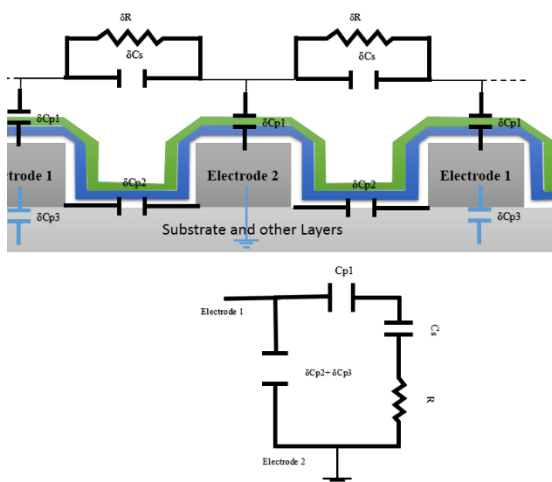 δR
δR
δCs
δCs
δCp1
δCp1
δCp1
δCp2
δCp2
ctrode 1
Electrode 2
Electrode 1
δCp3
δCp3
Substrate and other Layers
Cp1
Electrode 1
Cs
δCp2+ δCp3
R
Electrode 2